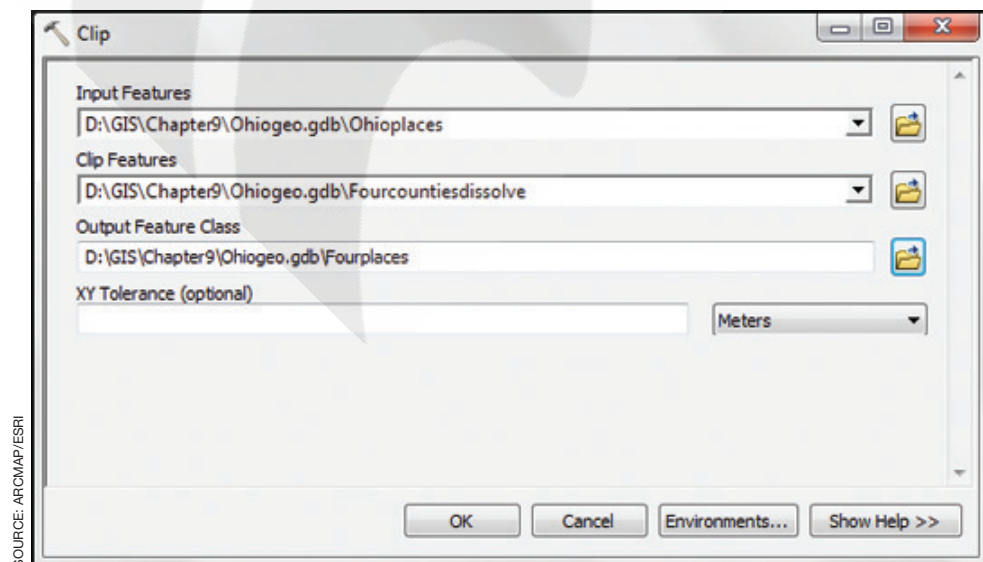 Clip
Input Features
D:\GIS\Chapter9\Ohiogeo.gdb\Ohioplaces
Clip Features
D:\GIS\Chapter9\Ohiogeo.gdb\Fourcountiesdissolve
Output Feature Class
D:\GIS\Chapter9\Ohiogeo.gdb\Fourplaces
XY Tolerance (optional)
Meters
OK Cancel Environments... Show Help >>
SOURCE: ARCMAP/ESRI